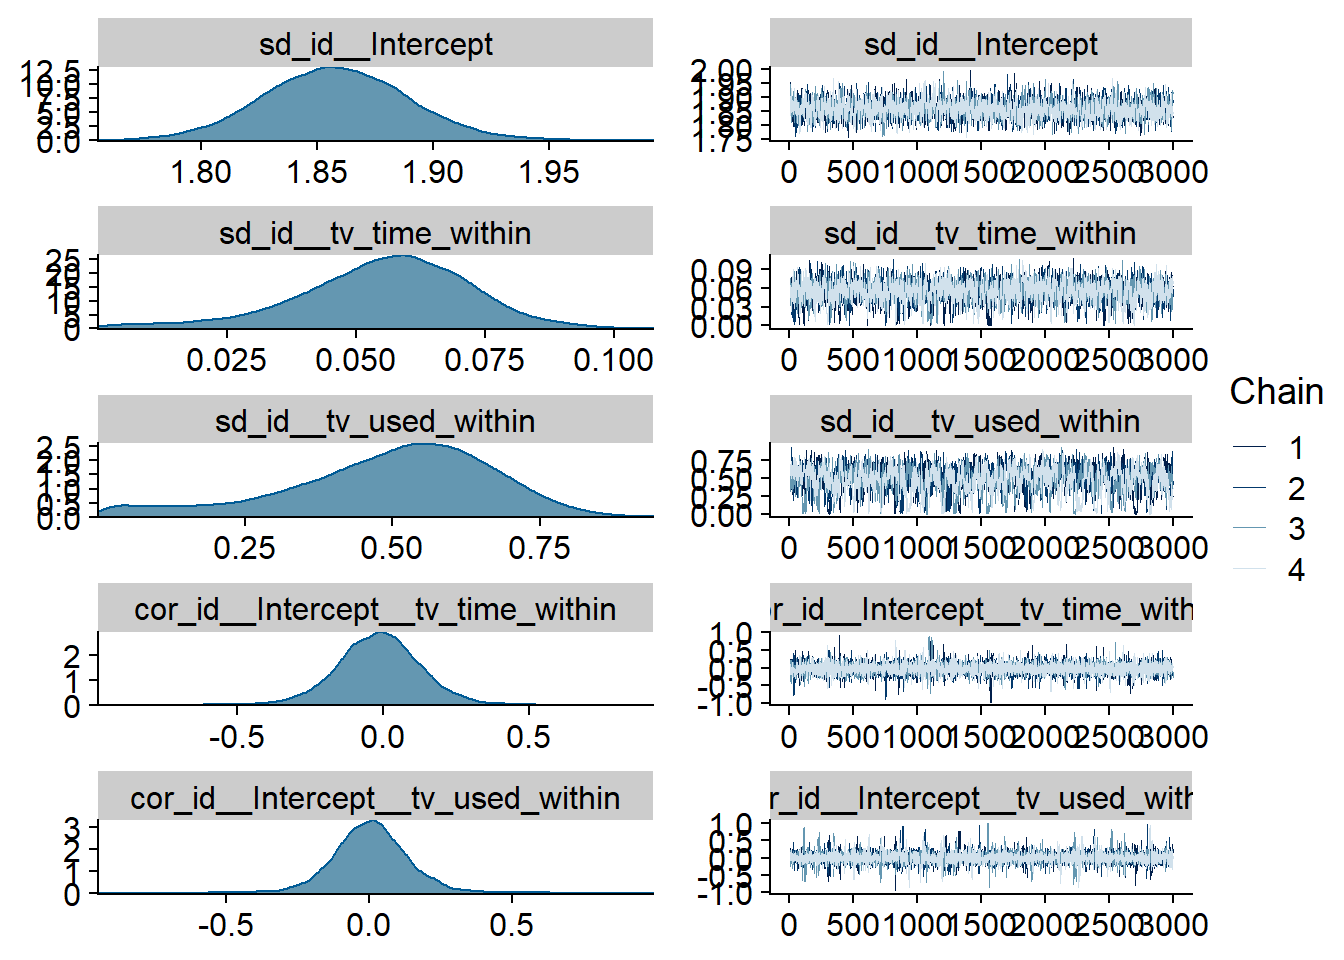 sd_id__Intercept
12.5
10.0
7.5
5.0
2.5
0.0
1.80 1.85 1.90 1.95
sd_id__Intercept
2.00
1.95
1.90
1.85
1.80
1.75
0 500 1000 1500 2000 2500 3000
sd_id__tv_time_within
25
20
15
10
5
0
0.025 0.050 0.075 0.100
sd_id__tv_time_within
0.09
0.06
0.03
0.00
0 500 1000 1500 2000 2500 3000
sd_id__tv_used_within
2.5
2.0
1.5
1.0
0.5
0.0
0.25 0.50 0.75
sd_id__tv_used_within
0.75
0.50
0.25
0.00
0 500 1000 1500 2000 2500 3000
cor_id__Intercept__tv_time_within
2
1
0
-0.5 0.0 0.5
or_id__Intercept__tv_time_with
1.0
0.5
0.0
-0.5
-1.0
0 500 1000 1500 2000 2500 3000
cor_id__Intercept__tv_used_within
3
2
1
0
-0.5 0.0 0.5
r_id__Intercept__tv_used_with
1.0
0.5
0.0
-0.5
-1.0
0 500 1000 1500 2000 2500 3000
Chain
1
2
3
4